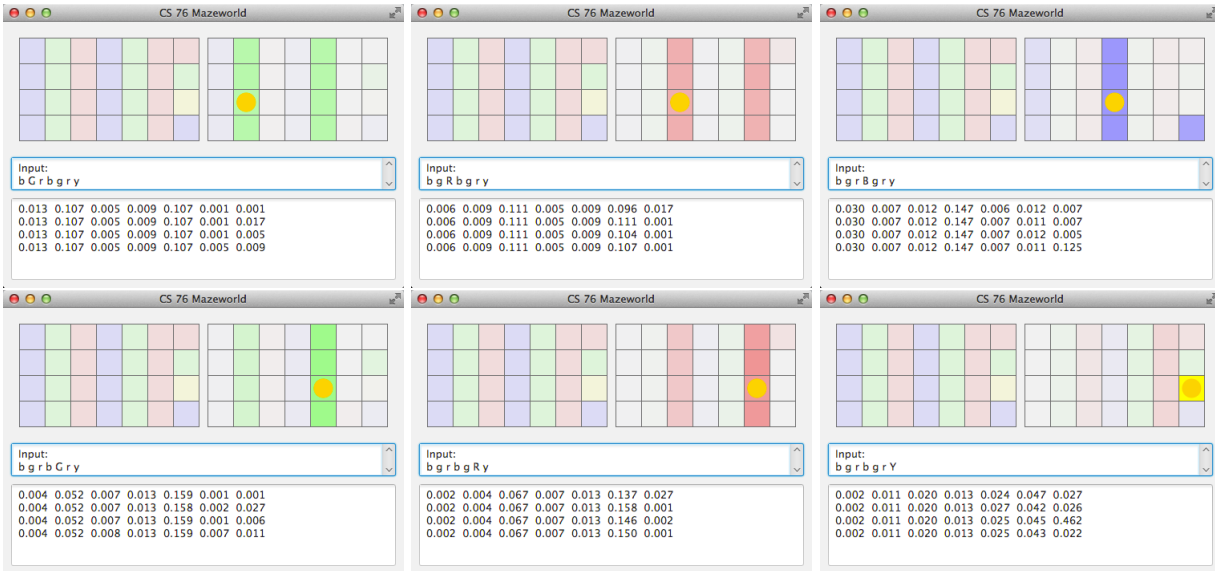 CS 76 Mazeworld
Input:
b G r b g r y
0.013 0.107 0.005 0.009 0.107 0.001 0.001
0.013 0.107 0.005 0.009 0.107 0.001 0.017
0.013 0.107 0.005 0.009 0.107 0.001 0.005
0.013 0.107 0.005 0.009 0.107 0.005 0.009
CS 76 Mazeworld
Input:
b g R b g r y
0.006 0.009 0.111 0.005 0.009 0.096 0.017
0.006 0.009 0.111 0.005 0.009 0.111 0.001
0.006 0.009 0.111 0.005 0.009 0.104 0.001
0.006 0.009 0.111 0.005 0.009 0.107 0.001
CS 76 Mazeworld
Input:
b g r B g r y
0.030 0.007 0.012 0.147 0.006 0.012 0.007
0.030 0.007 0.012 0.147 0.007 0.011 0.007
0.030 0.007 0.012 0.147 0.007 0.012 0.005
0.030 0.007 0.012 0.147 0.007 0.011 0.125
CS 76 Mazeworld
Input:
b g r b G r y
0.004 0.052 0.007 0.013 0.159 0.001 0.001
0.004 0.052 0.007 0.013 0.158 0.002 0.027
0.004 0.052 0.007 0.013 0.159 0.001 0.006
0.004 0.052 0.008 0.013 0.159 0.007 0.011
CS 76 Mazeworld
Input:
b g r b g R y
0.002 0.004 0.067 0.007 0.013 0.137 0.027
0.002 0.004 0.067 0.007 0.013 0.158 0.001
0.002 0.004 0.067 0.007 0.013 0.146 0.002
0.002 0.004 0.067 0.007 0.013 0.150 0.001
CS 76 Mazeworld
Input:
b g r b g r Y
0.002 0.011 0.020 0.013 0.024 0.047 0.027
0.002 0.011 0.020 0.013 0.027 0.042 0.026
0.002 0.011 0.020 0.013 0.025 0.045 0.462
0.002 0.011 0.020 0.013 0.025 0.043 0.022